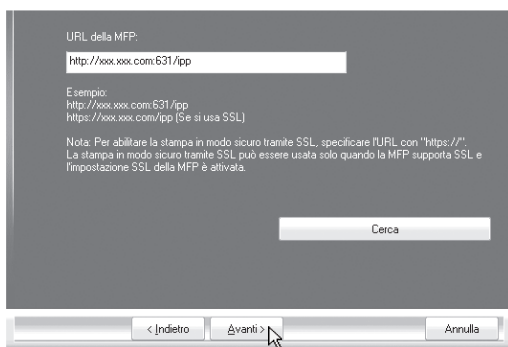 URL della MFP:
http://xxx.xxx.com:631/ipp
Esempio:
http://xxx.xxx.com:631/ipp
https://xxx.xxx.com/ipp (Se si usa SSL)
Nota: Per abilitare la stampa in modo sicuro tramite SSL, specificare l'URL con "https://".
La stampa in modo sicuro tramite SSL può essere usata solo quando la MFP supporta SSL e
l'impostazione SSL della MFP è attivata.
Cerca
< Indietro
Avanti >
Annulla